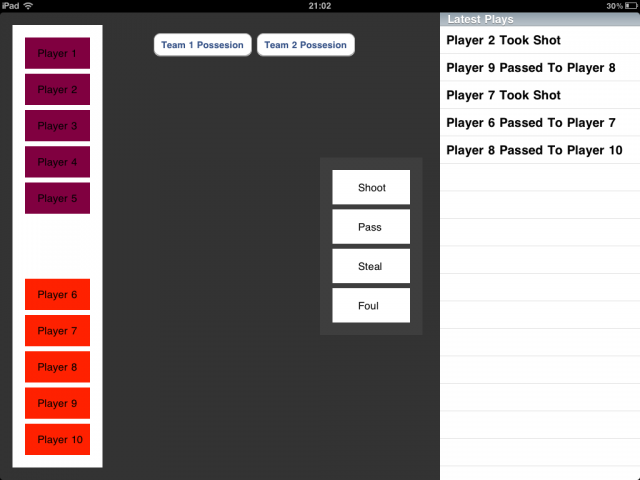 iPad 21:02 30%
Player 1
Player 2
Player 3
Player 4
Player 5
Player 6
Player 7
Player 8
Player 9
Player 10
Team 1 Possesion Team 2 Possesion
Shoot
Pass
Steal
Foul
Latest Plays
Player 2 Took Shot
Player 9 Passed To Player 8
Player 7 Took Shot
Player 6 Passed To Player 7
Player 8 Passed To Player 10